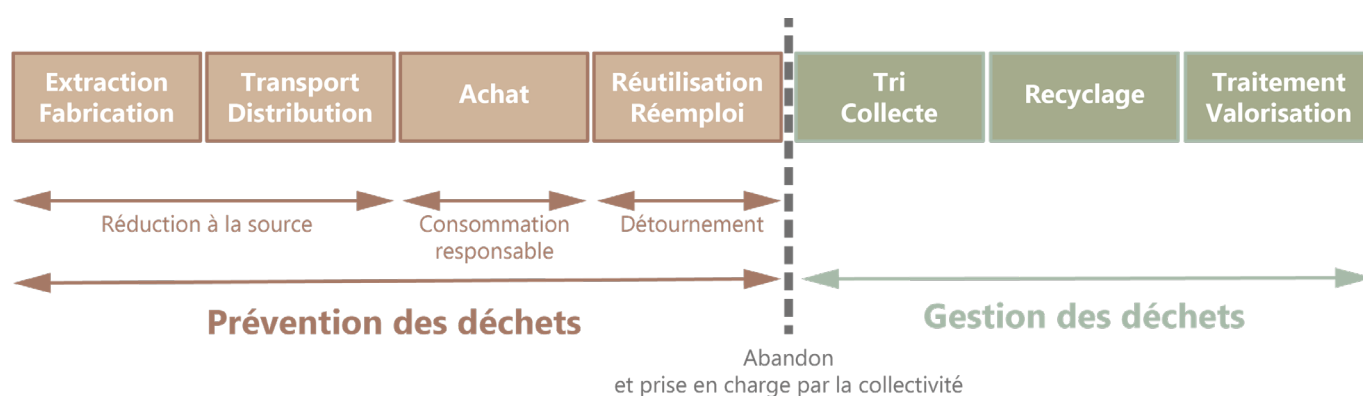 Extraction
Fabrication
Transport
Distribution
Achat
Réutilisation
Réemploi
Tri
Collecte
Recyclage
Traitement
Valorisation
Réduction à la source
Consommation
responsable
Détournement
Prévention des déchets
Gestion des déchets
Abandon
et prise en charge par la collectivité